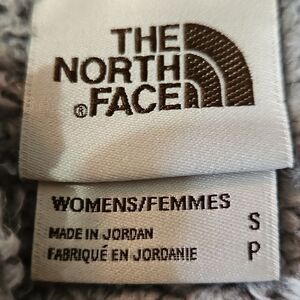 THE
NORTH
®FACE
WOMENS/FEMMES
S
MADE IN JORDAN
FABRIQUÉ EN JORDANIE
P